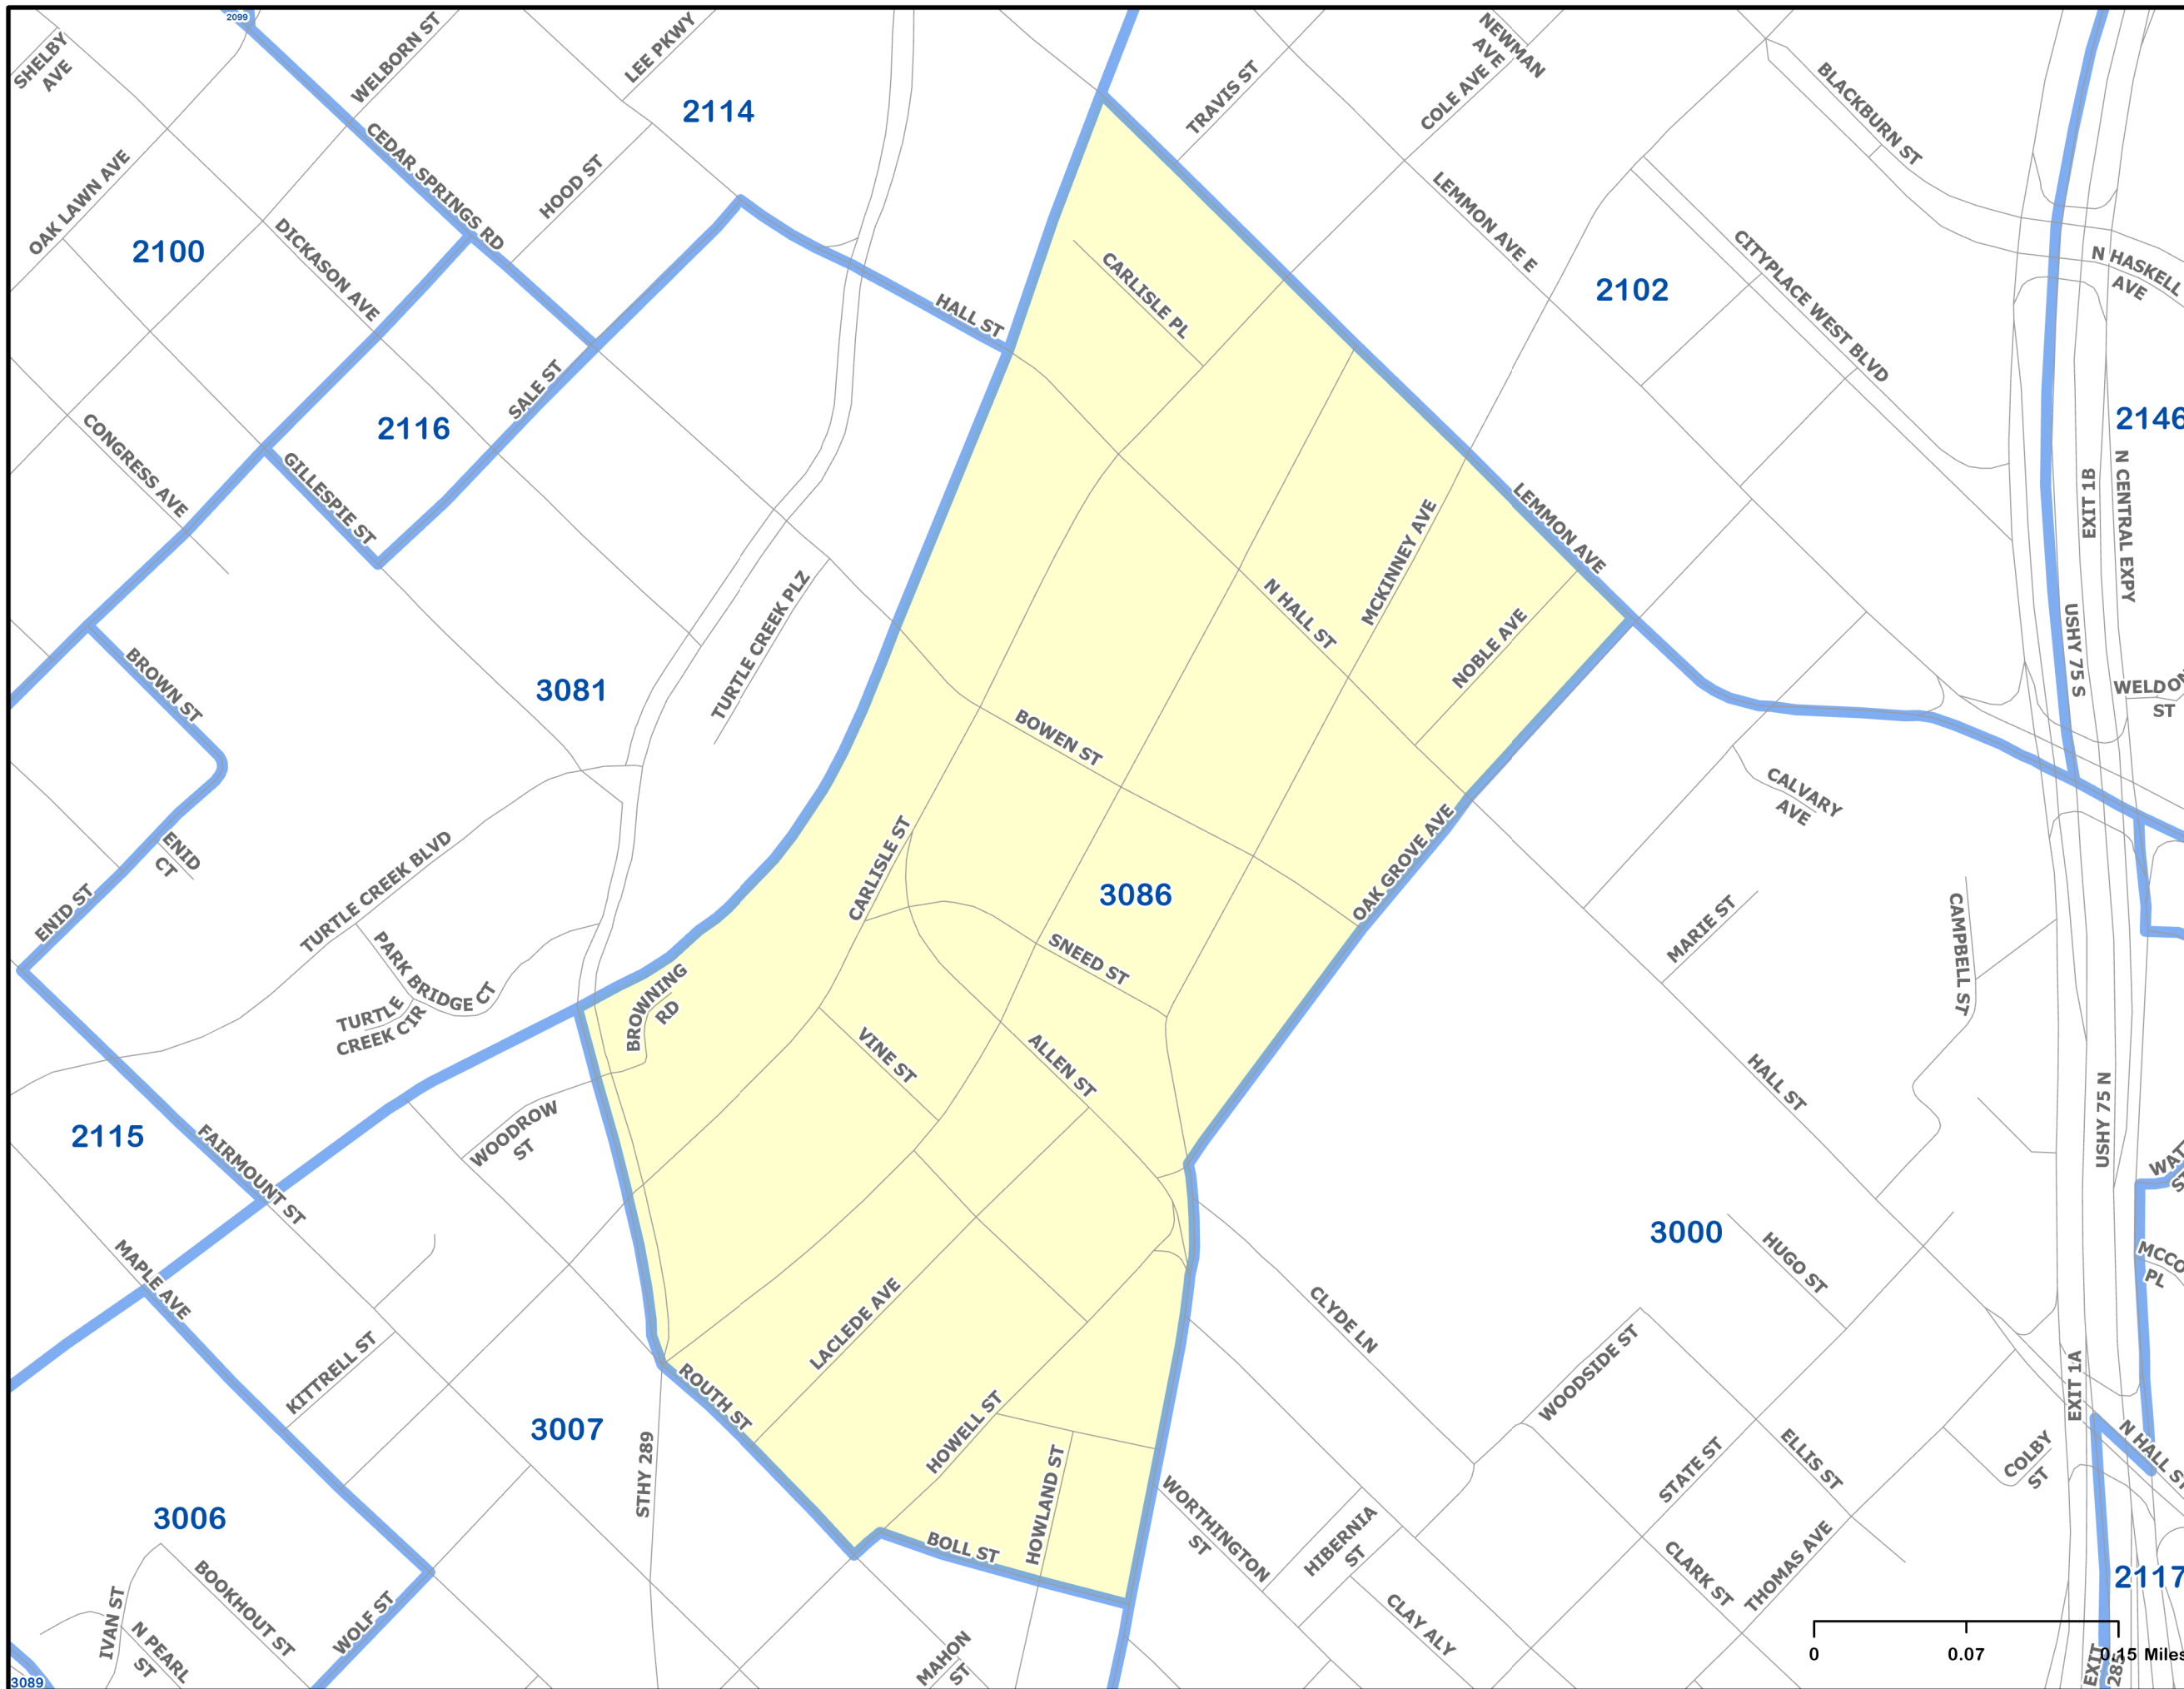 2099
SHELBY
AVE
WELBORN ST
LEE PKWY
2114
TRAVIS ST
NEWMAN
AVE
COLE AVE
BLACKBURN ST
OAK LAWN AVE
CEDAR SPRINGS RD
HOOD ST
LEMMON AVE E
2100
DICKASON AVE
CARLISLE PL
2102
CITYPLACE WEST BLVD
N HASKELL
AVE
HALL ST
SALE ST
2116
2146
CONGRESS AVE
GILLESPIE ST
EXIT 1B
N CENTRAL EXPY
LEMMON AVE
MCKINNEY AVE
N HALL ST
NOBLE AVE
TURTLE CREEK PLZ
BROWN ST
3081
USHY 75 S
ST
BOWEN ST
CALVARY
AVE
ENID
CT
TURTLE CREEK BLVD
CARLISLE ST
OAK GROVE AVE
3086
ENID ST
MARIE ST
CAMPBELL ST
PARK BRIDGE CT
SNEED ST
TURTLE
CREEK CIR
BROWNING
RD
VINE ST
ALLEN ST
HALL ST
USHY 75 N
2115
WOODROW
ST
FAIRMOUNT ST
3000
HUGO ST
PL
MAPLE AVE
LACLEDE AVE
CLYDE LN
KITTRELL ST
WOODSIDE ST
EXIT 1A
ROUTH ST
3007
HOWELL ST
STHY 289
HOWLAND ST
STATE ST
ELLIS ST
COLBY
ST
N HALL ST
3006
WORTHINGTON
ST
HIBERNIA
ST
BOLL ST
CLARK ST
THOMAS AVE
2117
BOOKHOUT ST
IVAN ST
WOLF ST
N PEARL
ST
MAHON
ST
CLAY ALY
EXIT
3089
0 0.07 0.15 Miles